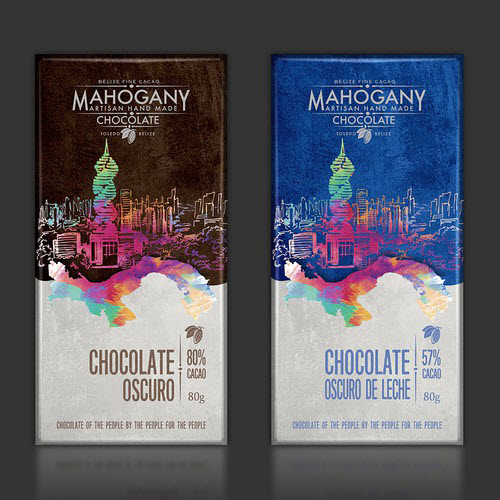 BELIZE FINE CACAO
MAHOGANY
ARTISAN HAND MADE
CHOCOLATE
TOLEDO BELIZE
CHOCOLATE
OSCURO
80%
CACAO
80g
CHOCOLATE OF THE PEOPLE BY THE PEOPLE FOR THE PEOPLE
BELIZE FINE CACAO
MAHOGANY
ARTISAN HAND MADE
CHOCOLATE
TOLEDO BELIZE
CHOCOLATE
OSCURO DE LECHE
57%
CACAO
80g
CHOCOLATE OF THE PEOPLE BY THE PEOPLE FOR THE PEOPLE